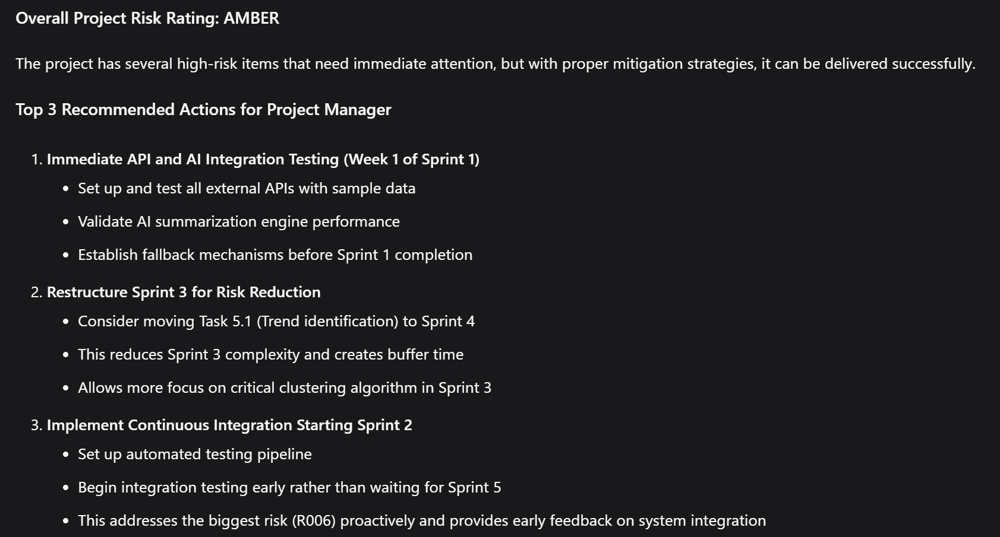 Overall Project Risk Rating: AMBER
The project has several high-risk items that need immediate attention, but with proper mitigation strategies, it can be delivered successfully.
Top 3 Recommended Actions for Project Manager
1. Immediate API and AI Integration Testing (Week 1 of Sprint 1)
• Set up and test all external APIs with sample data
• Validate AI summarization engine performance
• Establish fallback mechanisms before Sprint 1 completion
2. Restructure Sprint 3 for Risk Reduction
• Consider moving Task 5.1 (Trend identification) to Sprint 4
• This reduces Sprint 3 complexity and creates buffer time
• Allows more focus on critical clustering algorithm in Sprint 3
3. Implement Continuous Integration Starting Sprint 2
• Set up automated testing pipeline
• Begin integration testing early rather than waiting for Sprint 5
• This addresses the biggest risk (R006) proactively and provides early feedback on system integration